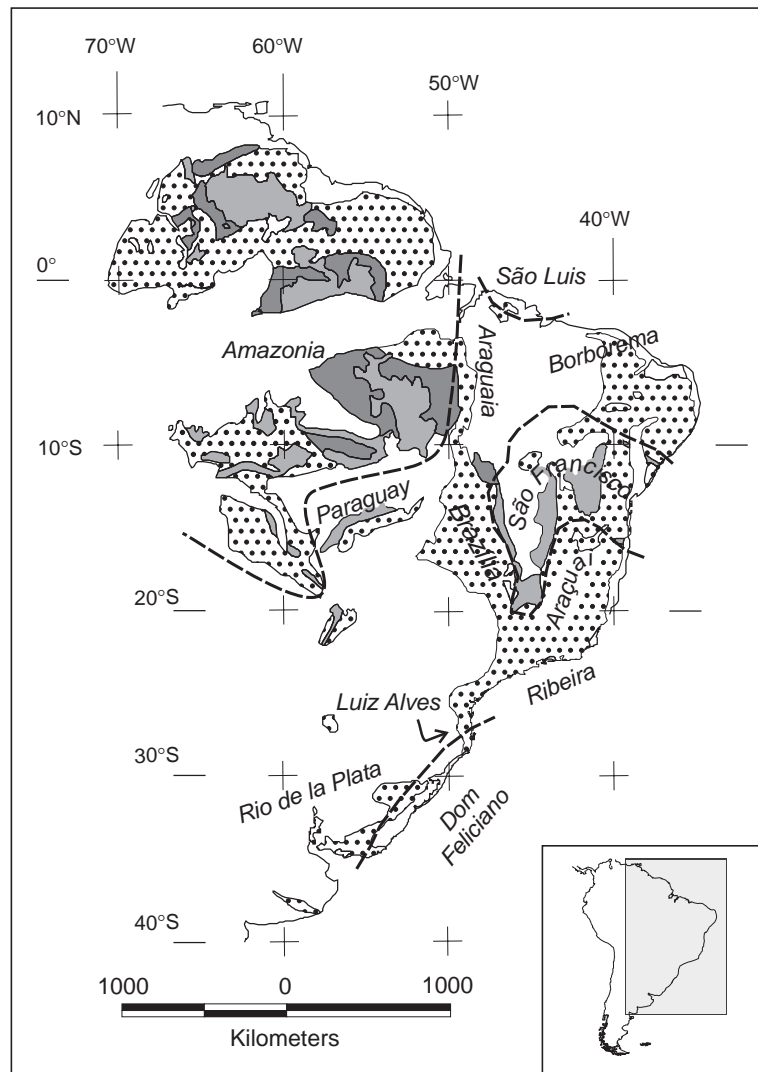 70°W
60°W
50°W
10°N
40°W
0°
São Luis
Amazonia
Araguaia
Borborema
10°S
São Francisco
Paraguay
Brazília
Araçuaí
20°S
Ribeira
Luiz Alves
30°S
Rio de la Plata
Dom
Feliciano
40°S
1000 0 1000
Kilometers